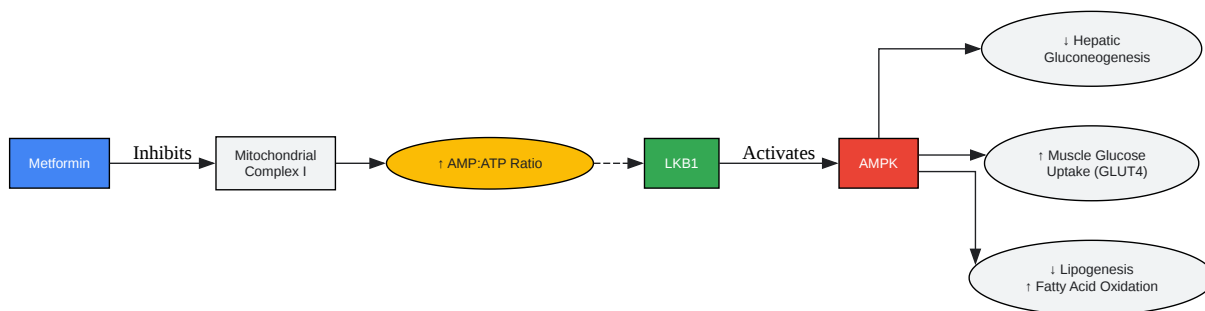 Metformin
Inhibits
Mitochondrial
Complex I
↑ AMP:ATP Ratio
LKB1
Activates
AMPK
↓ Hepatic
Gluconeogenesis
↑ Muscle Glucose
Uptake (GLUT4)
↓ Lipogenesis
↑ Fatty Acid Oxidation